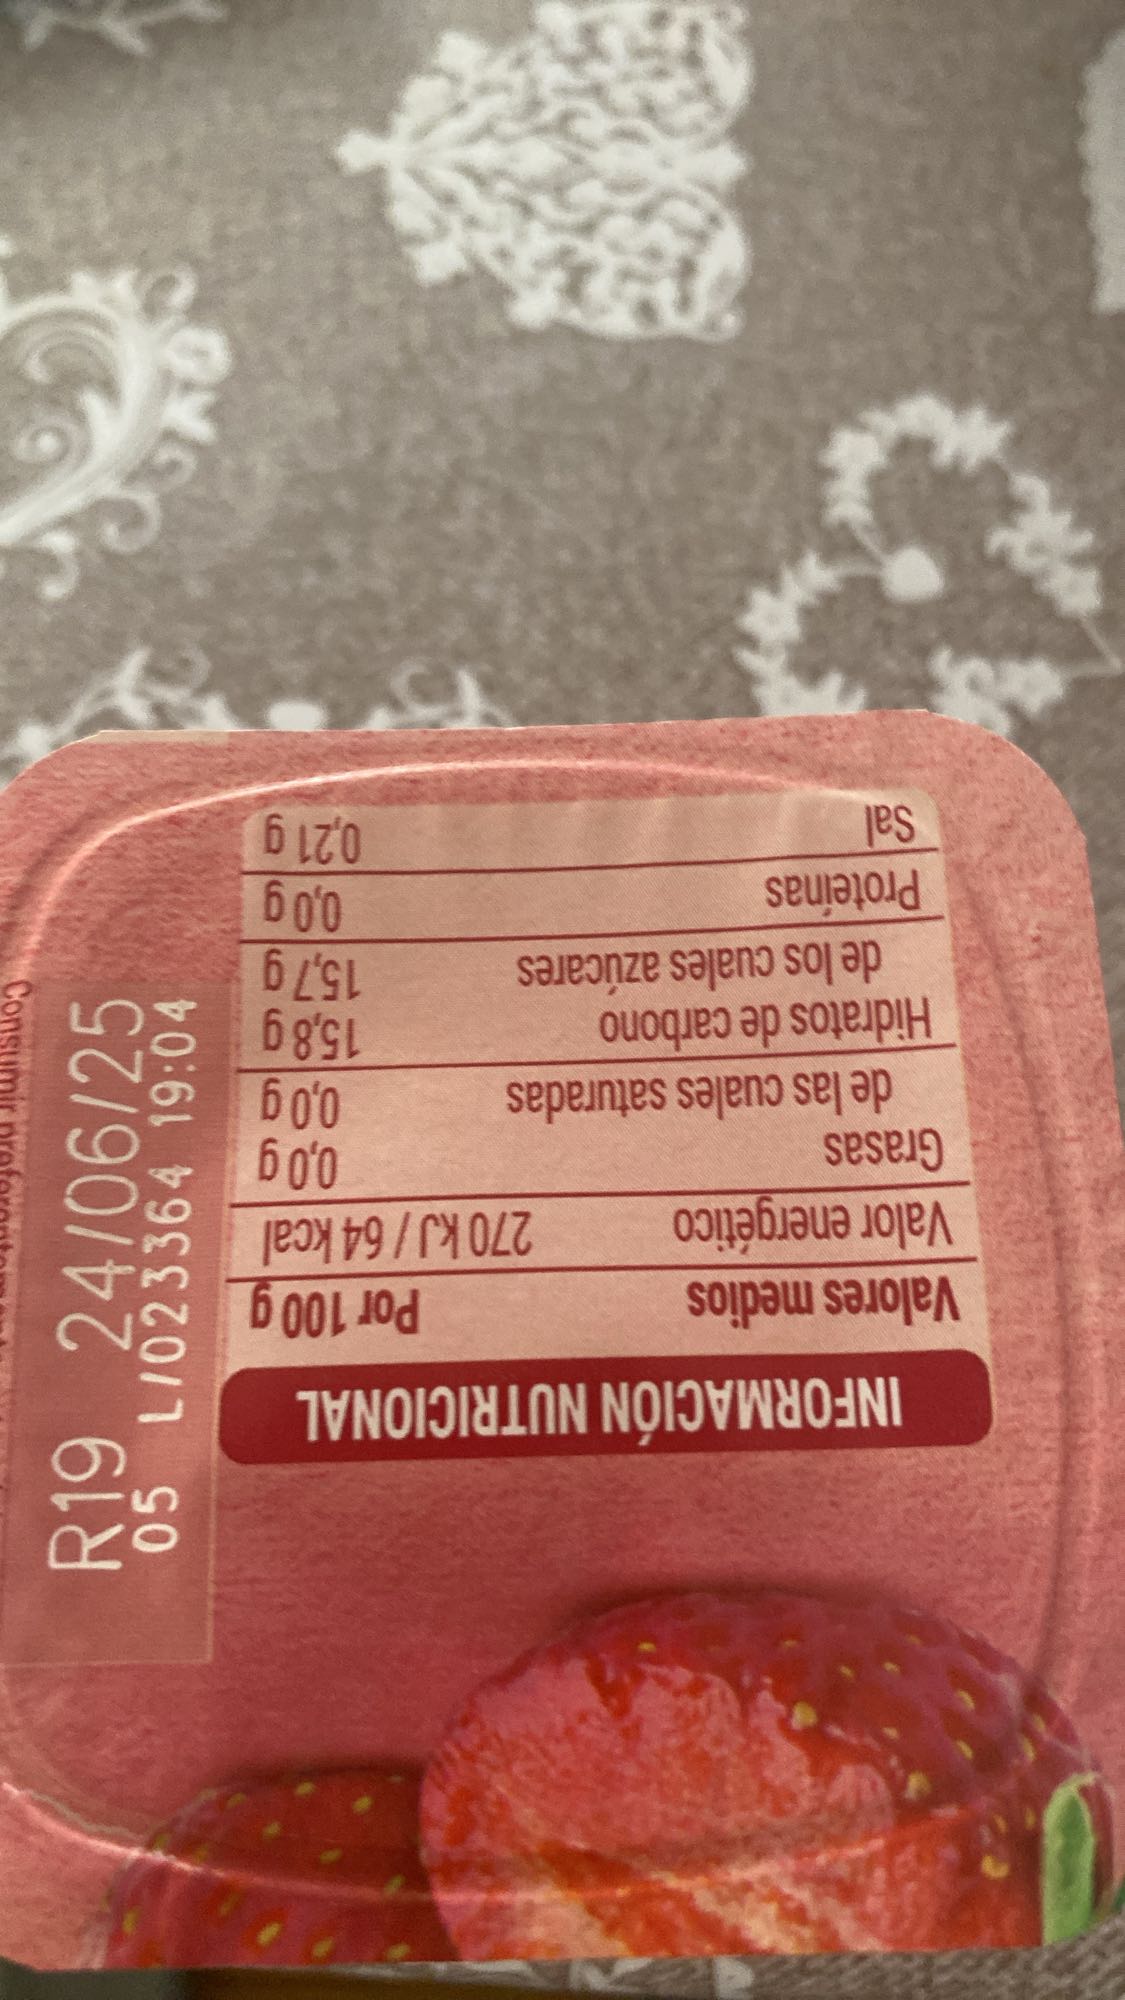 INFORMACIÓN NUTRICIONAL
Valores medios Por 100 g
Valor energético 270 kJ / 64 kcal
Grasas 0,0 g
de las cuales saturadas 0,0 g
Hidratos de carbono 15,8 g
de los cuales azúcares 15,7 g
Proteínas 0,0 g
Sal 0,21 g
R19 24/06/25
05 L/023364 19:04
Consumir